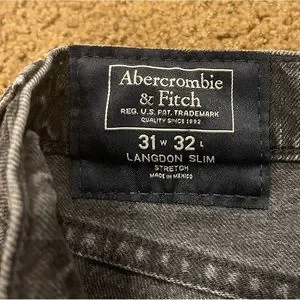 Abercrombie
& Fitch
REG. U.S. PAT. TRADEMARK
QUALITY SINCE 1892
31 W 32 L
LANGDON SLIM
STRETCH
MADE IN MEXICO